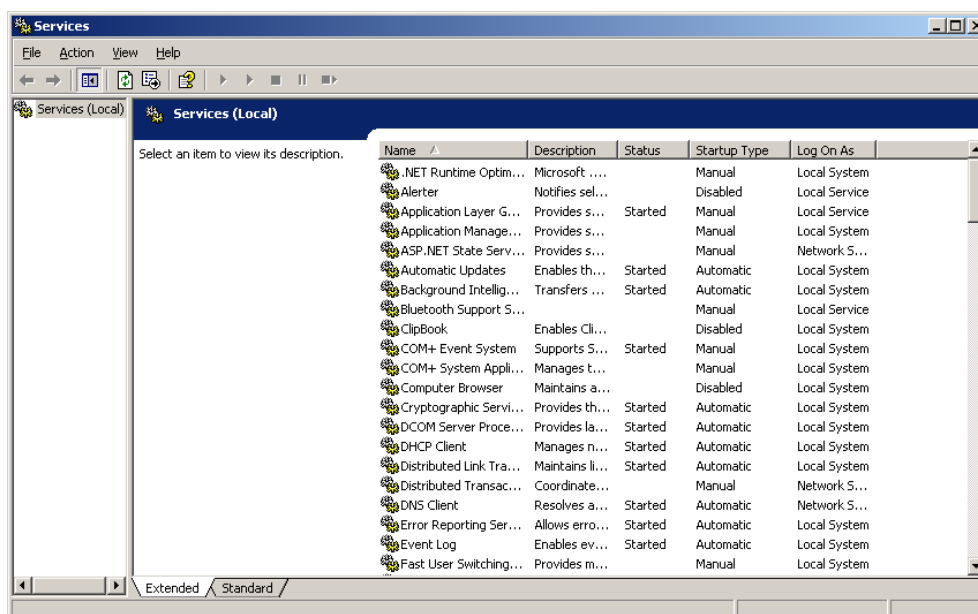 Services
File Action View Help
Services (Local)
Services (Local)
Select an item to view its description.
Name Description Status Startup Type Log On As
.NET Runtime Optim... Microsoft .... Manual Local System
Alerter Notifies sel... Disabled Local Service
Application Layer G... Provides s... Started Manual Local Service
Application Manage... Provides s... Manual Local System
ASP.NET State Serv... Provides s... Manual Network S...
Automatic Updates Enables th... Started Automatic Local System
Background Intellig... Transfers ... Started Automatic Local System
Bluetooth Support S... Manual Local Service
ClipBook Enables Cli... Disabled Local System
COM+ Event System Supports S... Started Manual Local System
COM+ System Appli... Manages t... Manual Local System
Computer Browser Maintains a... Disabled Local System
Cryptographic Servi... Provides th... Started Automatic Local System
DCOM Server Proce... Provides la... Started Automatic Local System
DHCP Client Manages n... Started Automatic Local System
Distributed Link Tra... Maintains li... Started Automatic Local System
Distributed Transac... Coordinate... Manual Network S...
DNS Client Resolves a... Started Automatic Network S...
Error Reporting Ser... Allows erro... Started Automatic Local System
Event Log Enables ev... Started Automatic Local System
Fast User Switching... Provides m... Manual Local System
Extended Standard